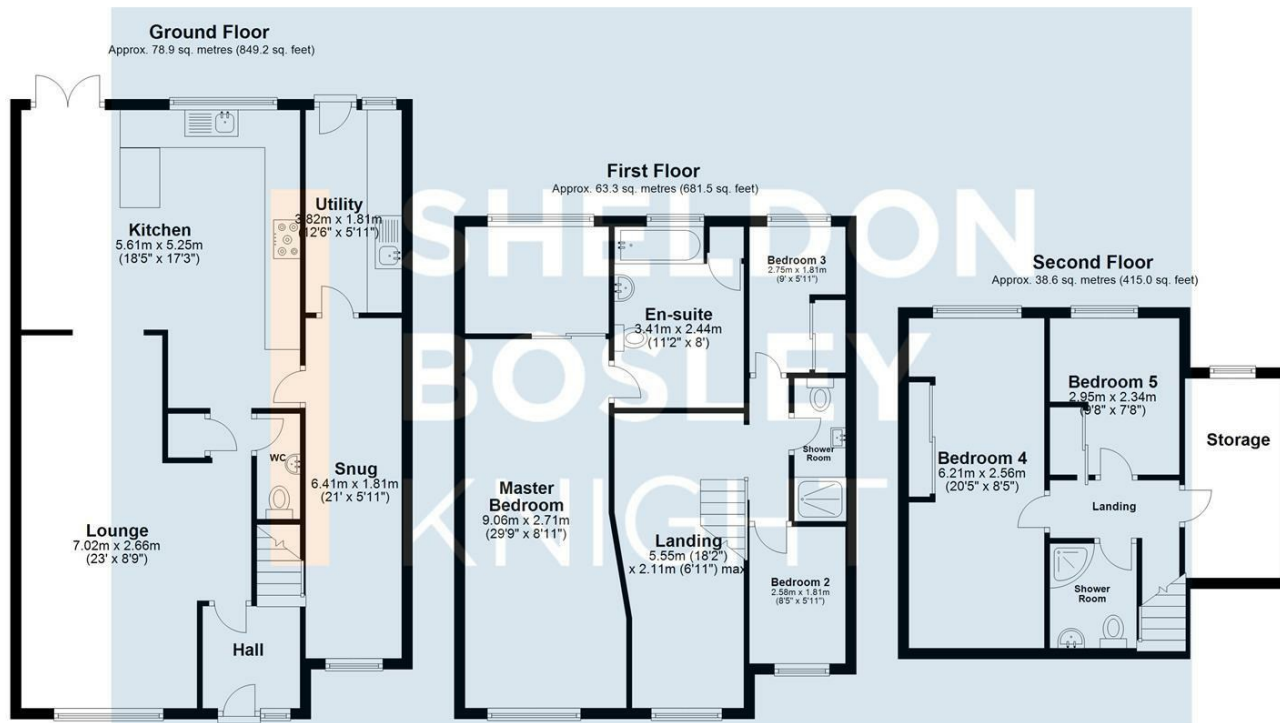 Ground Floor
Approx. 78.9 sq. metres (849.2 sq. feet)
Kitchen
5.61m x 5.25m
(18'5" x 17'3")
Utility
3.82m x 1.81m
(12'6" x 5'11")
WC
Snug
6.41m x 1.81m
(21' x 5'11")
Lounge
7.02m x 2.66m
(23' x 8'9")
Hall
First Floor
Approx. 63.3 sq. metres (681.5 sq. feet)
En-suite
3.41m x 2.44m
(11'2" x 8')
Bedroom 3
2.75m x 1.81m
(9' x 5'11")
Shower
Room
Master
Bedroom
9.06m x 2.71m
(29'9" x 8'11")
Landing
5.55m (18'2")
x 2.11m (6'11") max
Bedroom 2
2.58m x 1.81m
(8'5" x 5'11")
Second Floor
Approx. 38.6 sq. metres (415.0 sq. feet)
Bedroom 5
2.95m x 2.34m
(9'8" x 7'8")
Storage
Bedroom 4
6.21m x 2.56m
(20'5" x 8'5")
Landing
Shower
Room
SHELDON
BOSLEY
KNIGHT